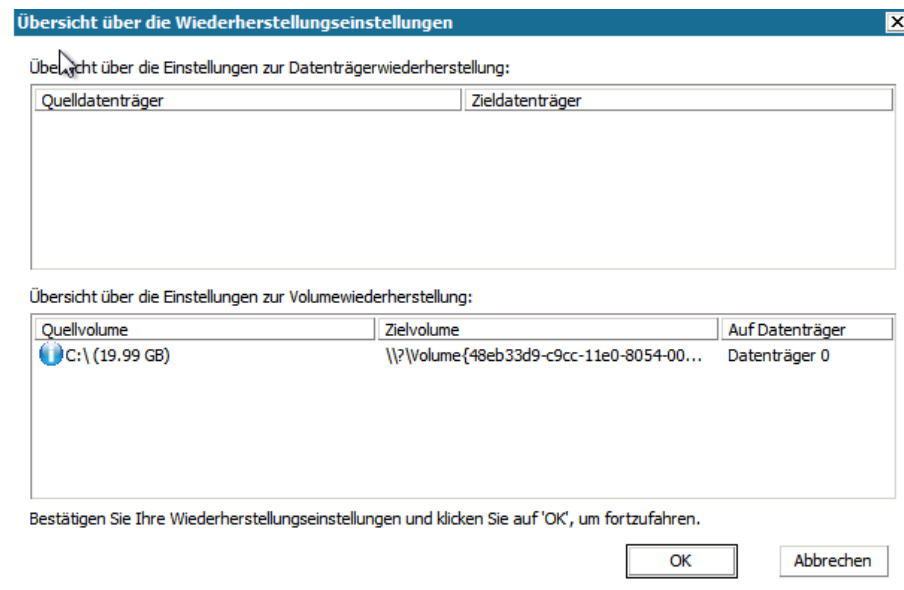 Übersicht über die Wiederherstellungseinstellungen
Übersicht über die Einstellungen zur Datenträgerwiederherstellung:
Quelldatenträger Zieldatenträger
Übersicht über die Einstellungen zur Volumewiederherstellung:
Quellvolume Zielvolume Auf Datenträger
C:\ (19.99 GB) \\?\Volume{48eb33d9-c9cc-11e0-8054-00... Datenträger 0
Bestätigen Sie Ihre Wiederherstellungseinstellungen und klicken Sie auf 'OK', um fortzufahren.
OK Abbrechen